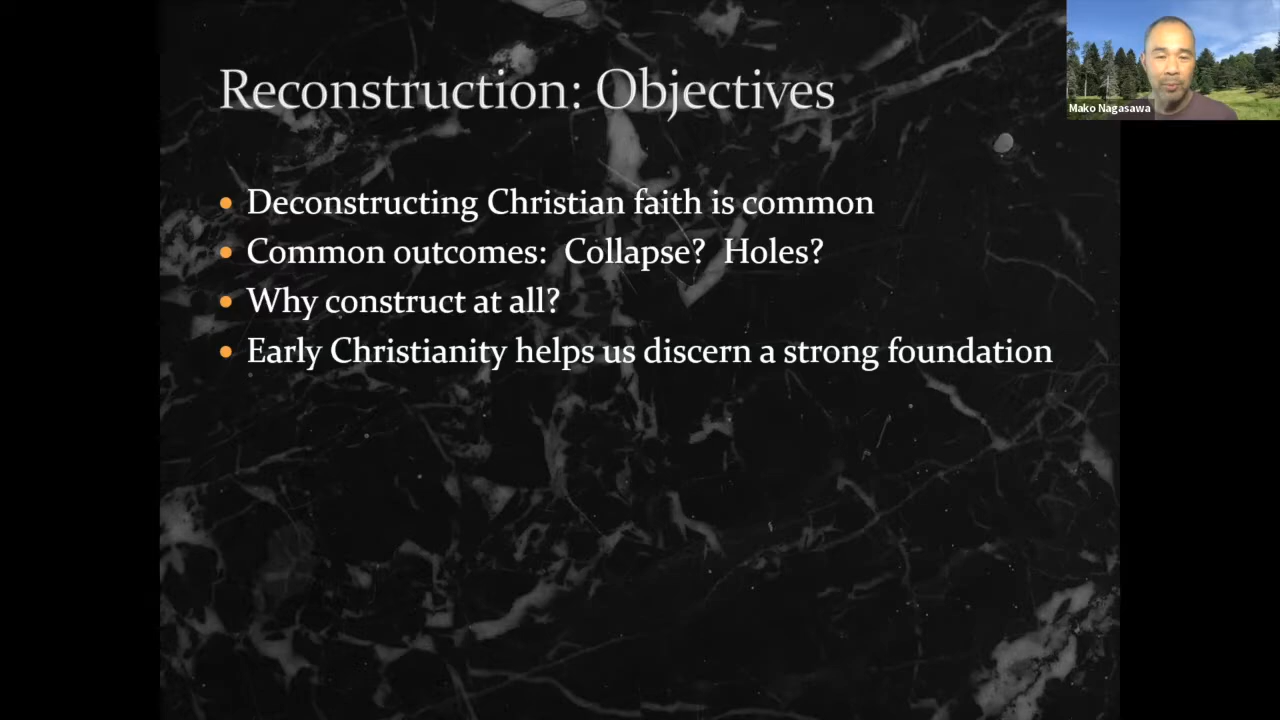 Reconstruction: Objectives
Mako Nagasawa
Deconstructing Christian faith is common
Common outcomes: Collapse? Holes?
Why construct at all?
Early Christianity helps us discern a strong foundation